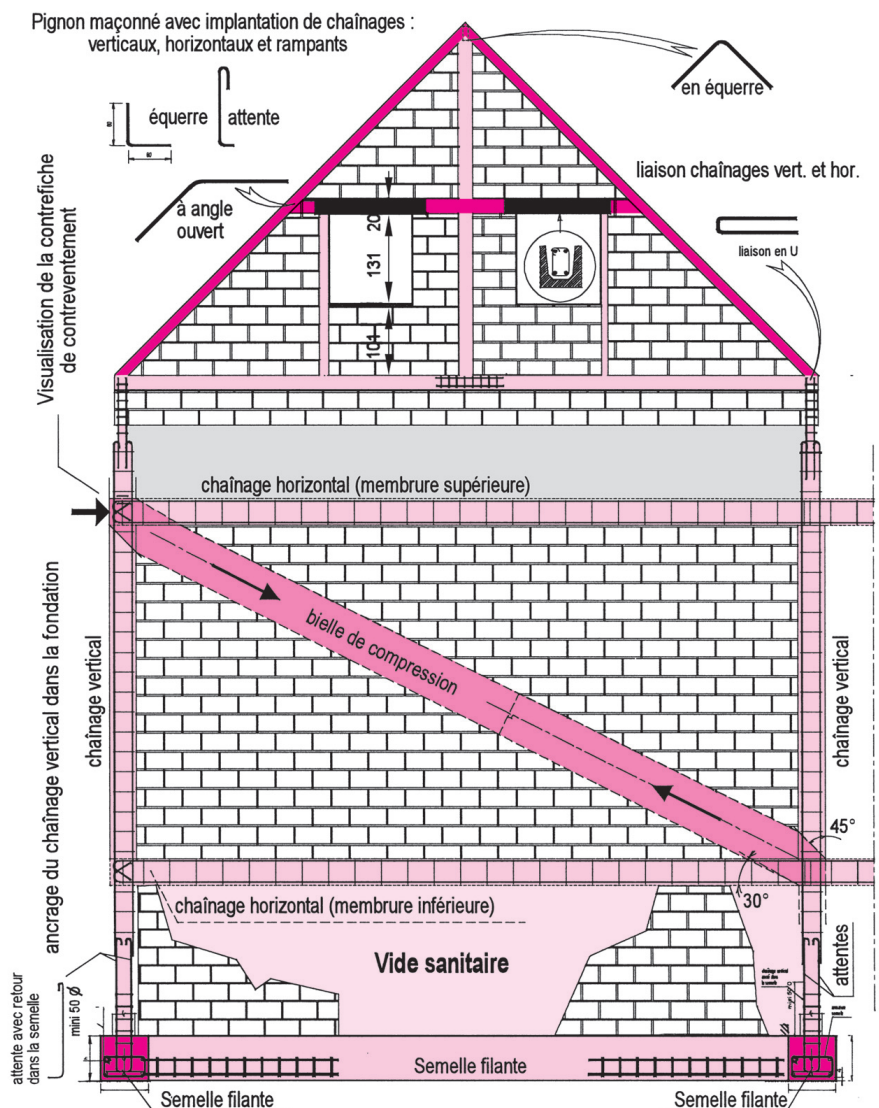 Pignon maçonné avec implantation de chaînages :
verticaux, horizontaux et rampants
en équerre
équerre
attente
60
60
liaison chaînages vert. et hor.
à angle
ouvert
liaison en U
20
131
101
Visualisation de la contrefiche
de contreventement
chaînage horizontal (membrure supérieure)
bielle de compression
chaînage vertical
chaînage vertical
ancrage du chaînage vertical dans la fondation
45°
30°
chaînage horizontal (membrure inférieure)
Vide sanitaire
attentes
attente avec retour
dans la semelle
mini 50 Ø
Semelle filante
Semelle filante
Semelle filante